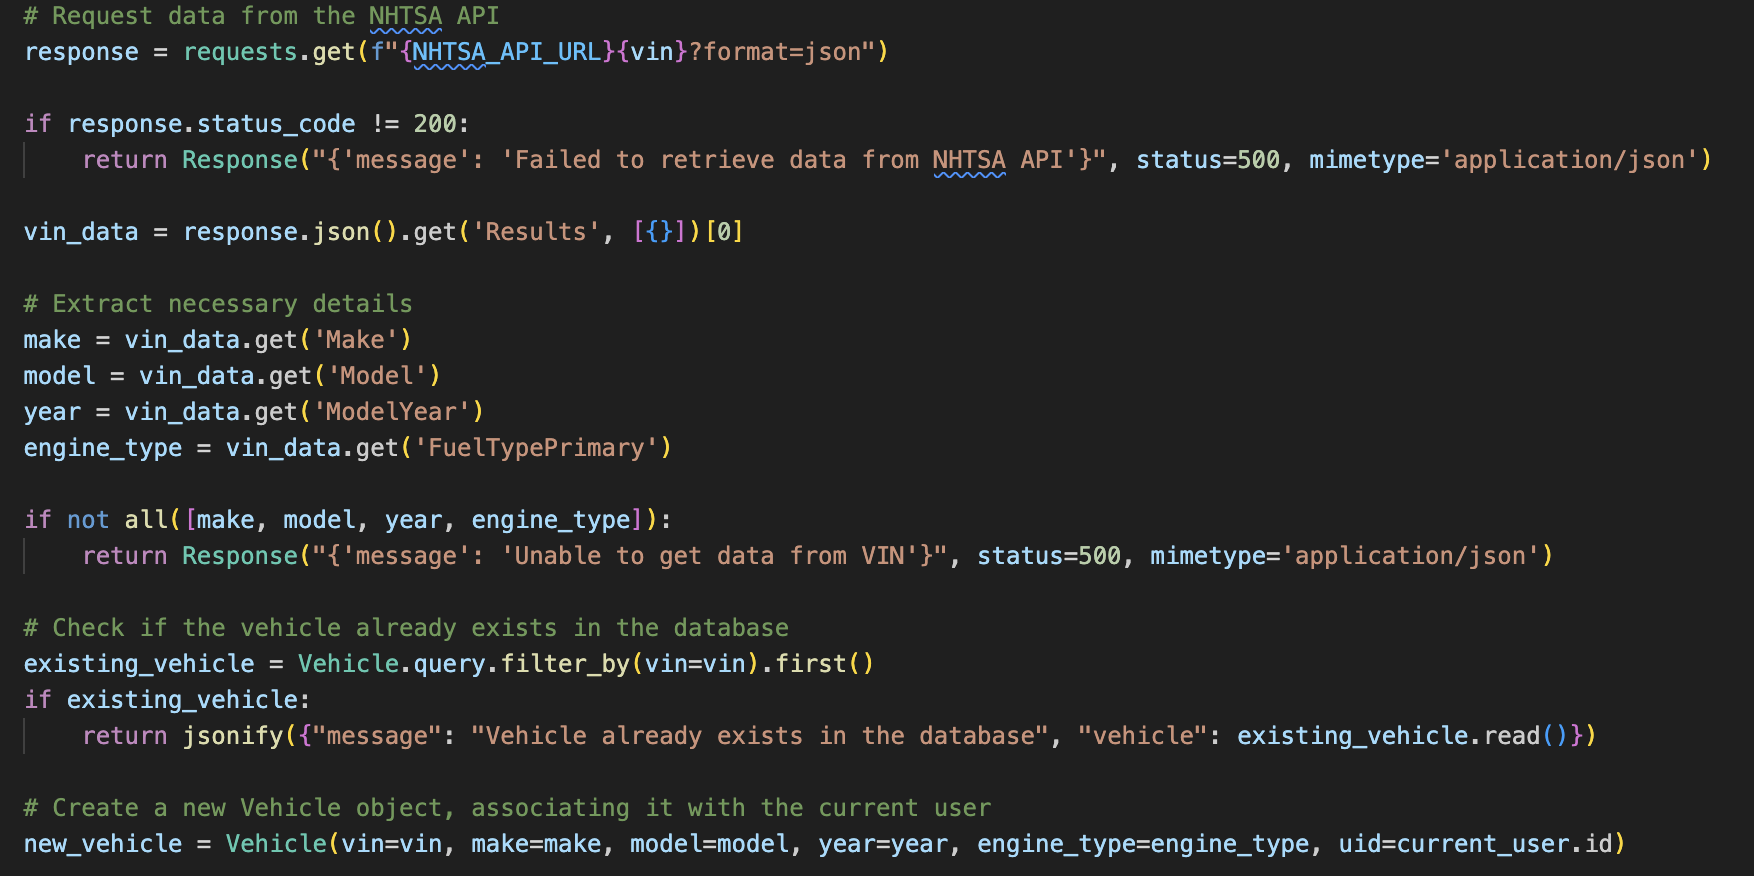 # Request data from the NHTSA API
response = requests.get(f"{NHTSA_API_URL}{vin}?format=json")
if response.status_code != 200:
    return Response("{'message': 'Failed to retrieve data from NHTSA API'}", status=500, mimetype='application/json')
vin_data = response.json().get('Results', [{}])[0]
# Extract necessary details
make = vin_data.get('Make')
model = vin_data.get('Model')
year = vin_data.get('ModelYear')
engine_type = vin_data.get('FuelTypePrimary')
if not all([make, model, year, engine_type]):
    return Response("{'message': 'Unable to get data from VIN'}", status=500, mimetype='application/json')
# Check if the vehicle already exists in the database
existing_vehicle = Vehicle.query.filter_by(vin=vin).first()
if existing_vehicle:
    return jsonify({"message": "Vehicle already exists in the database", "vehicle": existing_vehicle.read()})
# Create a new Vehicle object, associating it with the current user
new_vehicle = Vehicle(vin=vin, make=make, model=model, year=year, engine_type=engine_type, uid=current_user.id)